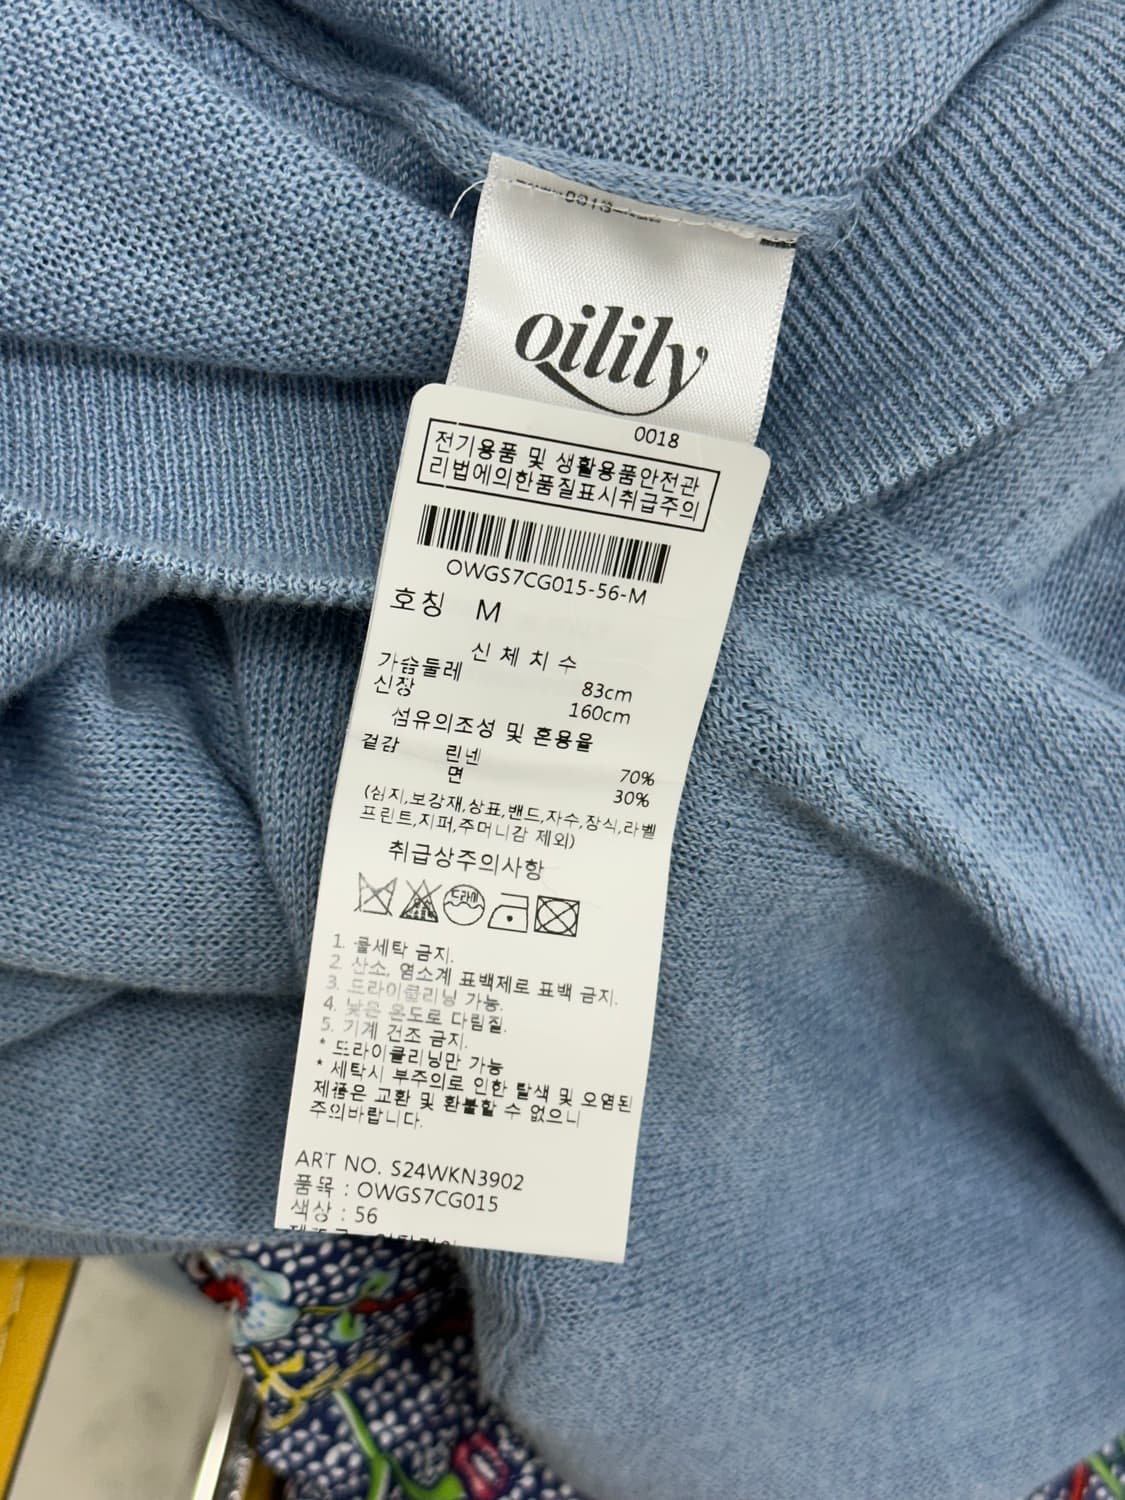 0018
Oilily
0018
전기용품 및 생활용품안전관
리법에의한품질표시취급주의
OWGS7CG015-56-M
호칭 M
신체치수
가슴둘레 83cm
신장 160cm
섬유의조성 및 혼용율
겉감 린넨 70%
면 30%
(심지,보강재,상표,밴드,자수,장식,라벨
프린트,지퍼,주머니감 제외)
취급상주의사항
드라이
1. 물세탁 금지.
2. 산소, 염소계 표백제로 표백 금지.
3. 드라이클리닝 가능.
4. 낮은 온도로 다림질.
5. 기계 건조 금지.
* 드라이클리닝만 가능
* 세탁시 부주의로 인한 탈색 및 오염된
제품은 교환 및 환불할 수 없으니
주의바랍니다.
ART NO. S24WKN3902
품목 : OWGS7CG015
색상 : 56